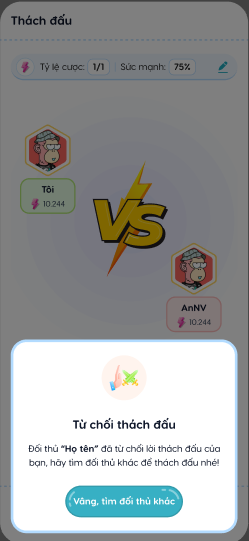 Thách đấu
Tỷ lệ cược: 1/1 Sức mạnh: 75%
Tôi
10.244
VS
AnNV
10.244
Từ chối thách đấu
Đối thủ “Họ tên” đã từ chối lời thách đấu của
bạn, hãy tìm đối thủ khác để thách đấu nhé!
Vâng, tìm đối thủ khác